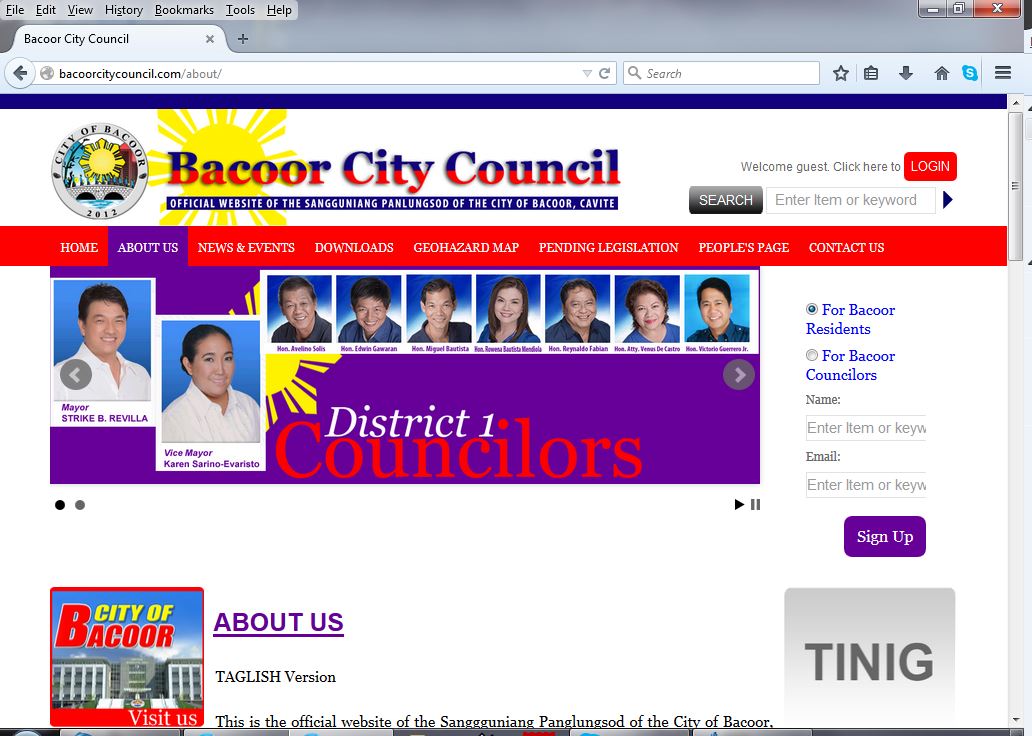 File Edit View History Bookmarks Tools Help
Bacoor City Council
bacoorcitycouncil.com/about/
Search
CITY OF BACOOR
2012
Bacoor City Council
OFFICIAL WEBSITE OF THE SANGGUNIANG PANLUNGSOD OF THE CITY OF BACOOR, CAVITE
Welcome guest. Click here to LOGIN
SEARCH Enter Item or keyword
HOME ABOUT US NEWS & EVENTS DOWNLOADS GEOHAZARD MAP PENDING LEGISLATION PEOPLE'S PAGE CONTACT US
Hon. Avelino Solis Hon. Edwin Gawaran Hon. Miguel Bautista Hon. Rowena Bautista Mendiola Hon. Reynaldo Fabian Hon. Atty. Venus De Castro Hon. Victorio Guerrero Jr.
Mayor
STRIKE B. REVILLA
Vice Mayor
Karen Sarino-Evaristo
District 1
Councilors
For Bacoor
Residents
For Bacoor
Councilors
Name:
Enter Item or keyw
Email:
Enter Item or keyw
Sign Up
CITY OF
BACOOR
Visit us
ABOUT US
TAGLISH Version
This is the official website of the Sanggguniang Panglungsod of the City of Bacoor,
TINIG